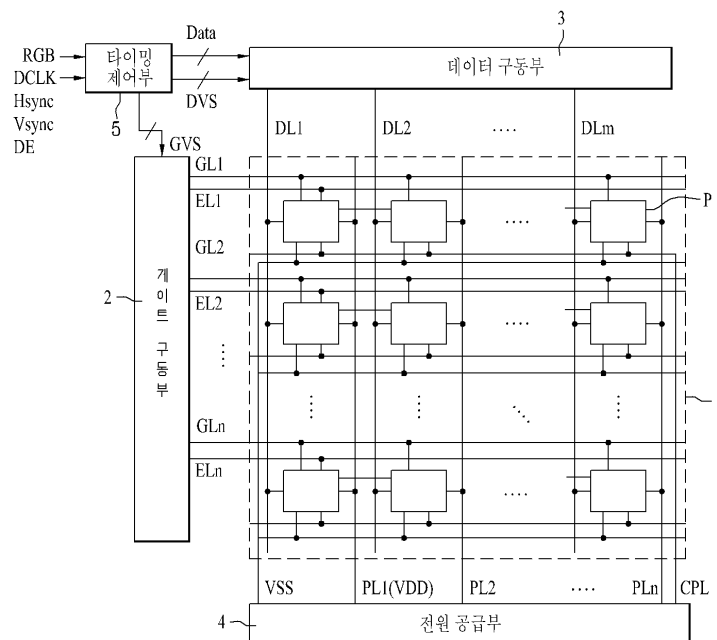 Data
3
RGB
타이밍
제어부
데이터 구동부
DCLK
Hsync
5
DVS
Vsync
DL1
DL2
....
DLm
DE
GVS
GL1
EL1
P
....
GL2
2
게이트 구동부
EL2
....
GLn
ELn
....
VSS
PL1(VDD)
PL2
....
PLn
CPL
4
전원 공급부